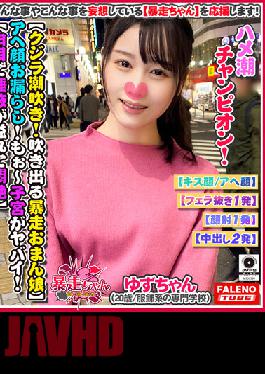 んな事やこんな事を妄想している【暴走ちゃん】を応援します!
ハメ潮
チャンピオン!
【クジラ潮吹き!吹き出る暴走おまん娘】
アヘ顔お漏らし!もぉ~子宮がヤバイ!
【キス顔/アヘ顔】
【フェラ抜き1発】
【顔射1発】
【中出し2発】
暴走ちゃん
ゆずちゃん
(20歳/服飾系の専門学校)
FALENO
TUBE
JAVHD